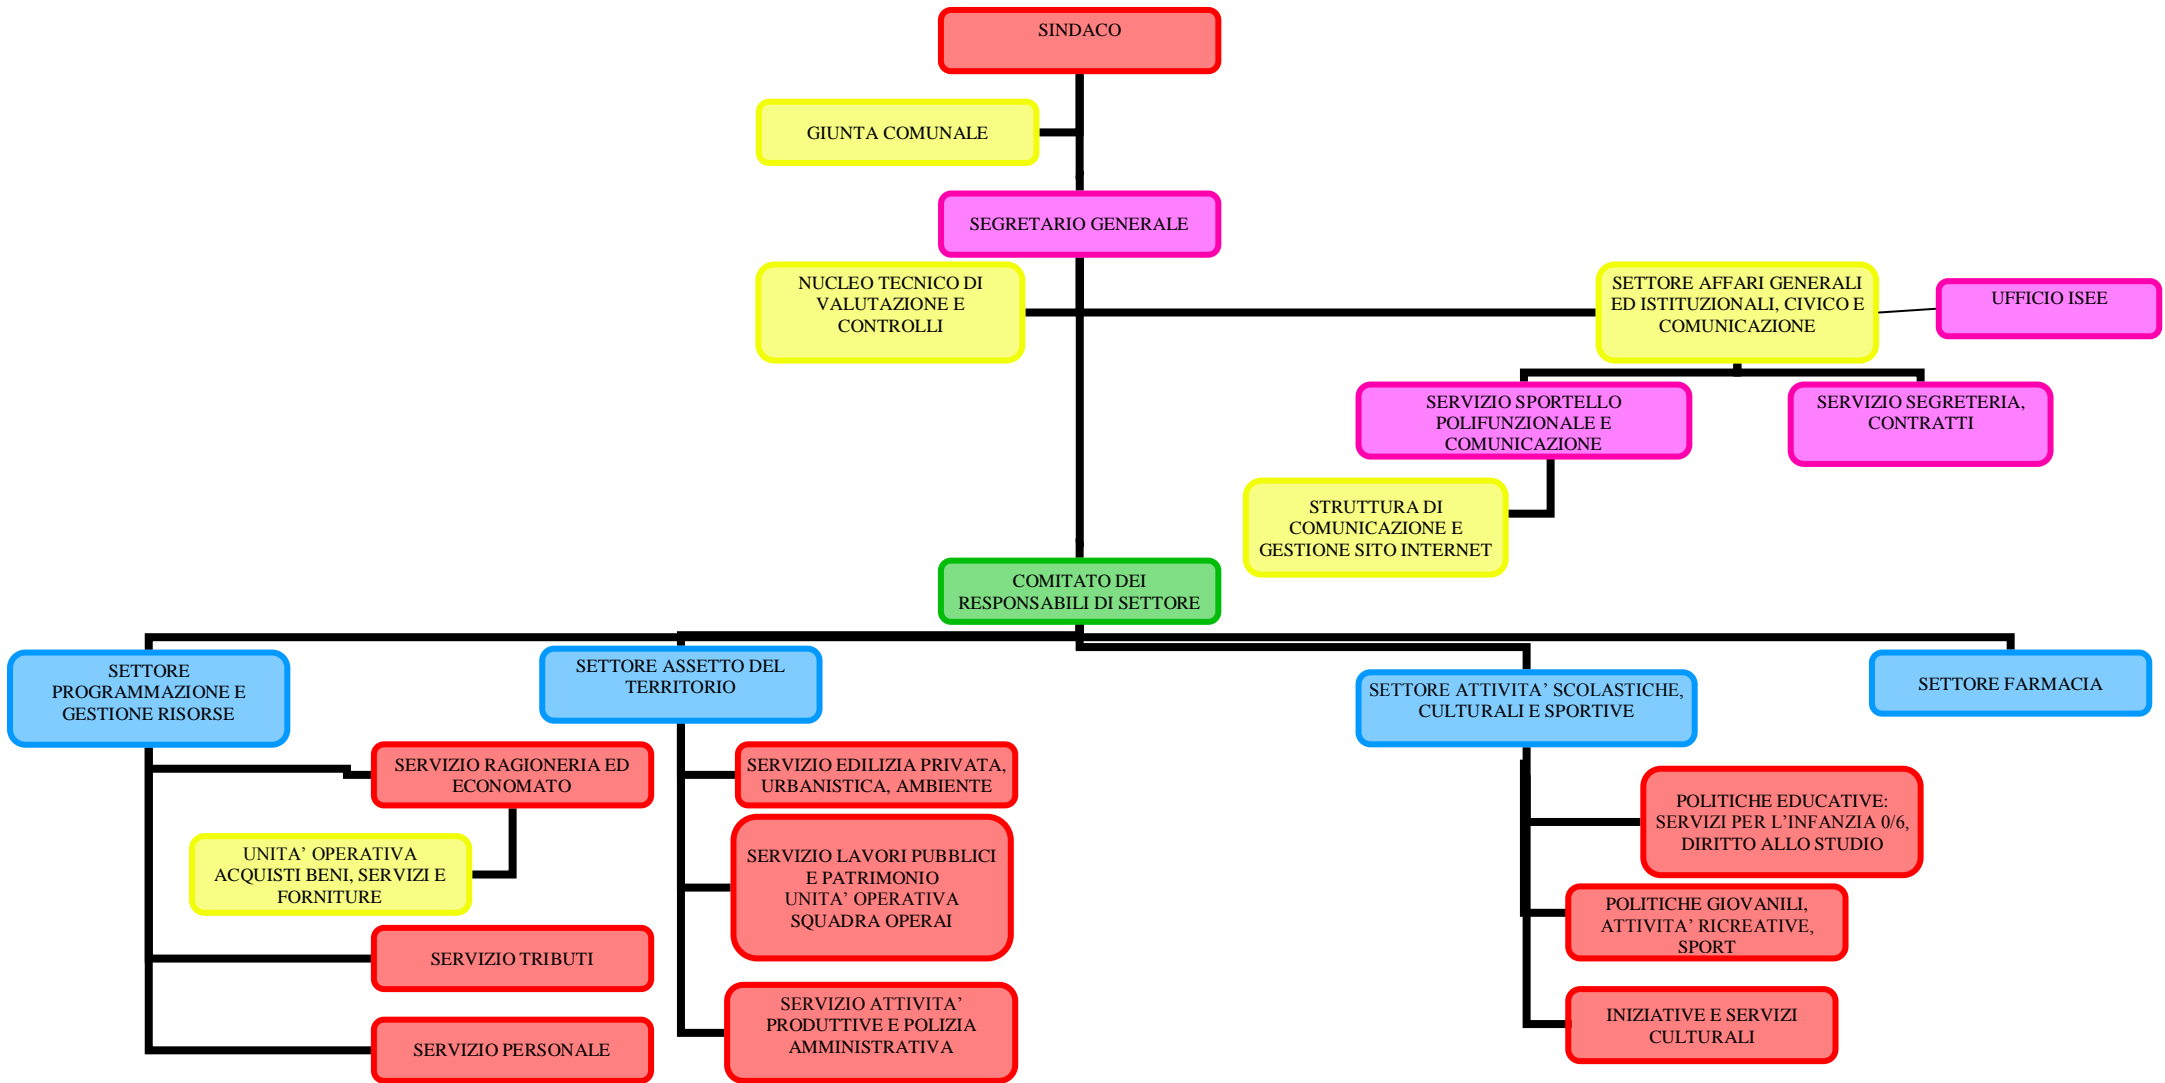 SINDACO
GIUNTA COMUNALE
SEGRETARIO GENERALE
NUCLEO TECNICO DI
VALUTAZIONE E
CONTROLLI
SETTORE AFFARI GENERALI
ED ISTITUZIONALI, CIVICO E
COMUNICAZIONE
UFFICIO ISEE
SERVIZIO SPORTELLO
POLIFUNZIONALE E
COMUNICAZIONE
SERVIZIO SEGRETERIA,
CONTRATTI
STRUTTURA DI
COMUNICAZIONE E
GESTIONE SITO INTERNET
COMITATO DEI
RESPONSABILI DI SETTORE
SETTORE
PROGRAMMAZIONE E
GESTIONE RISORSE
SETTORE ASSETTO DEL
TERRITORIO
SETTORE ATTIVITA’ SCOLASTICHE,
CULTURALI E SPORTIVE
SETTORE FARMACIA
SERVIZIO RAGIONERIA ED
ECONOMATO
UNITA’ OPERATIVA
ACQUISTI BENI, SERVIZI E
FORNITURE
SERVIZIO TRIBUTI
SERVIZIO PERSONALE
SERVIZIO EDILIZIA PRIVATA,
URBANISTICA, AMBIENTE
SERVIZIO LAVORI PUBBLICI
E PATRIMONIO
UNITA’ OPERATIVA
SQUADRA OPERAI
SERVIZIO ATTIVITA’
PRODUTTIVE E POLIZIA
AMMINISTRATIVA
POLITICHE EDUCATIVE:
SERVIZI PER L’INFANZIA 0/6,
DIRITTO ALLO STUDIO
POLITICHE GIOVANILI,
ATTIVITA’ RICREATIVE,
SPORT
INIZIATIVE E SERVIZI
CULTURALI